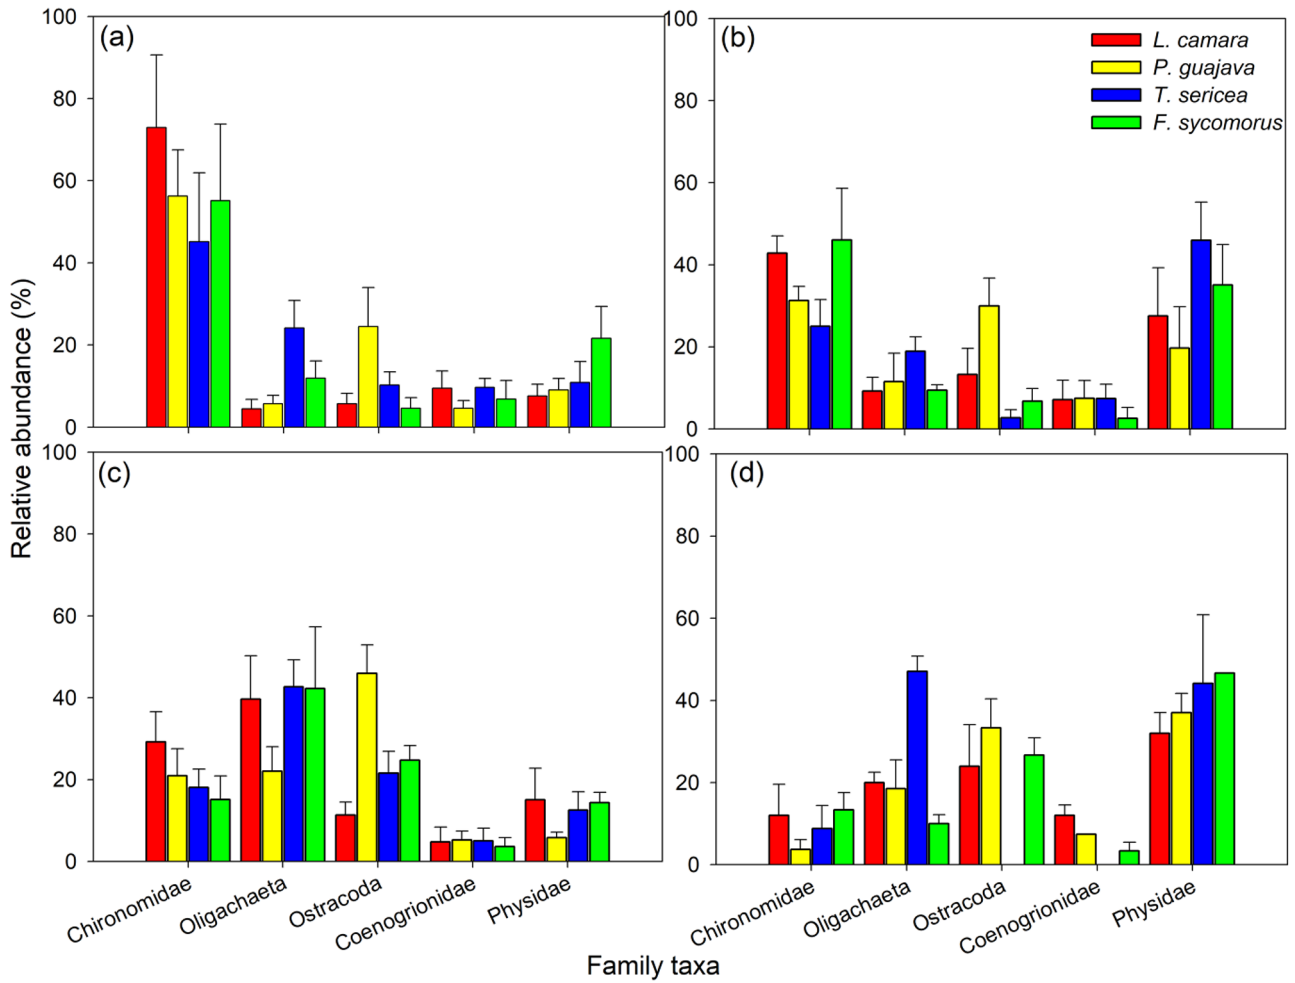 Relative abundance (%)
(a)
100
80
60
40
20
0
(b)
100
80
60
40
20
0
L. camara
P. guajava
T. sericea
F. sycomorus
(c)
100
80
60
40
20
0
Chironomidae
Oligachaeta
Ostracoda
Coenogrionidae
Physidae
(d)
100
80
60
40
20
0
Chironomidae
Oligachaeta
Ostracoda
Coenogrionidae
Physidae
Family taxa